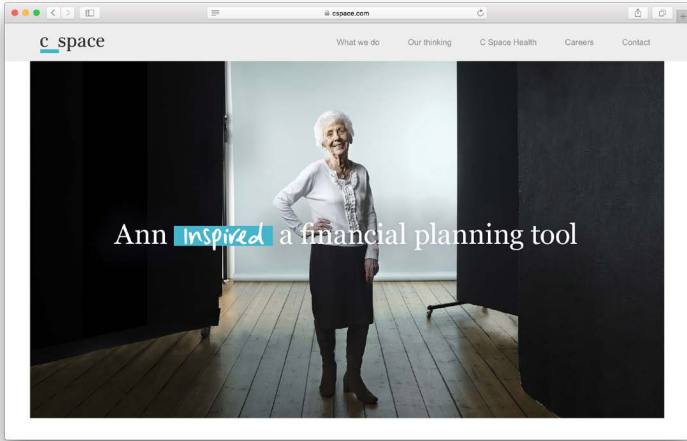 cspace.com
c_space
What we do Our thinking C Space Health Careers Contact
Ann Inspired a financial planning tool